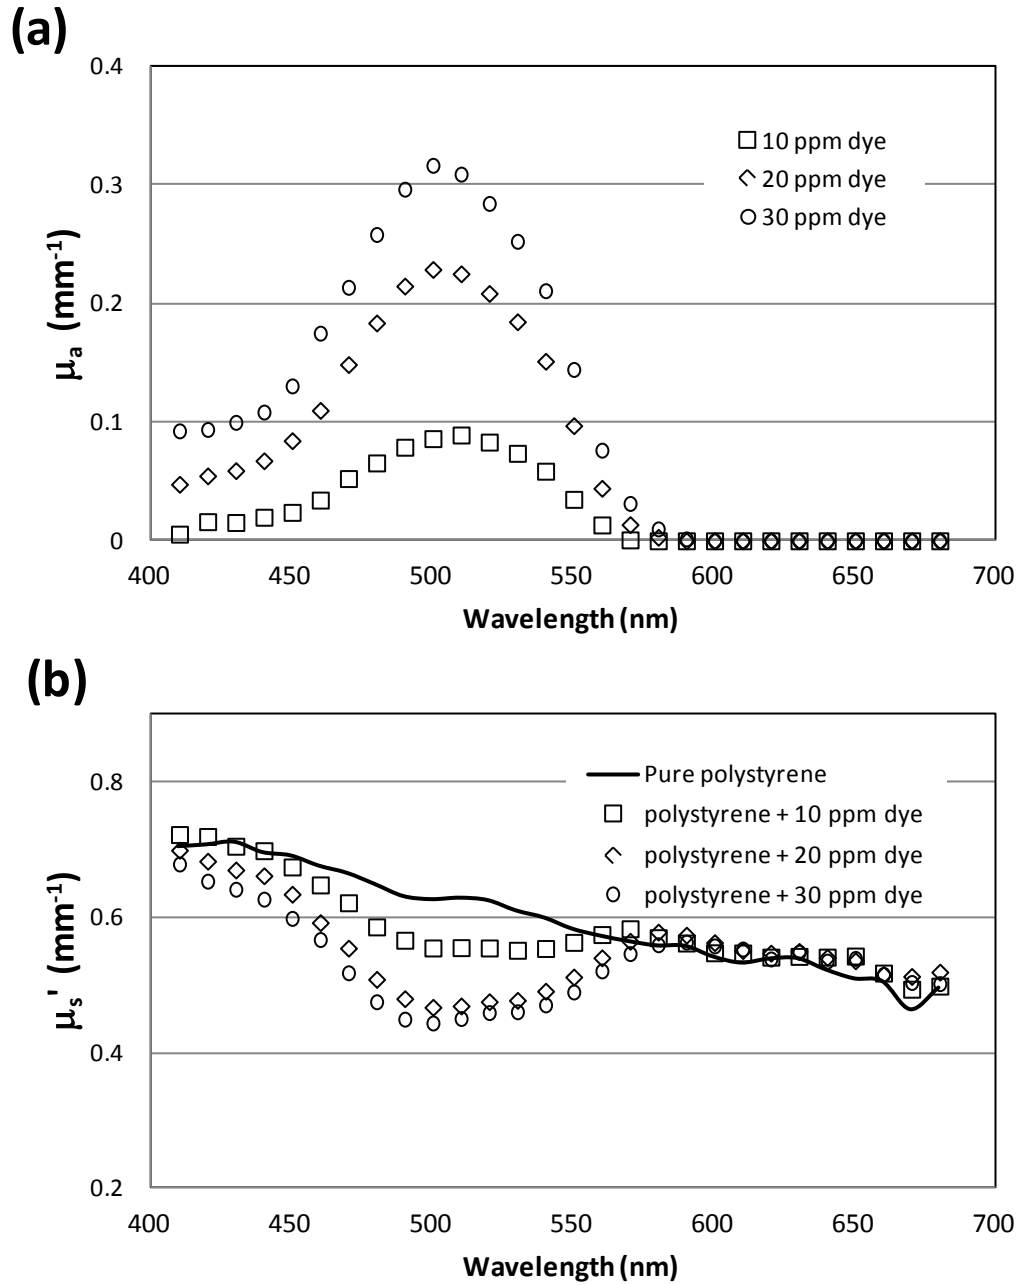 (a)
0.4
0.3
0.2
0.1
0
μa (mm-1)
10 ppm dye
20 ppm dye
30 ppm dye
400 450 500 550 600 650 700
Wavelength (nm)
(b)
0.8
0.6
0.4
0.2
μs' (mm-1)
Pure polystyrene
polystyrene + 10 ppm dye
polystyrene + 20 ppm dye
polystyrene + 30 ppm dye
400 450 500 550 600 650 700
Wavelength (nm)